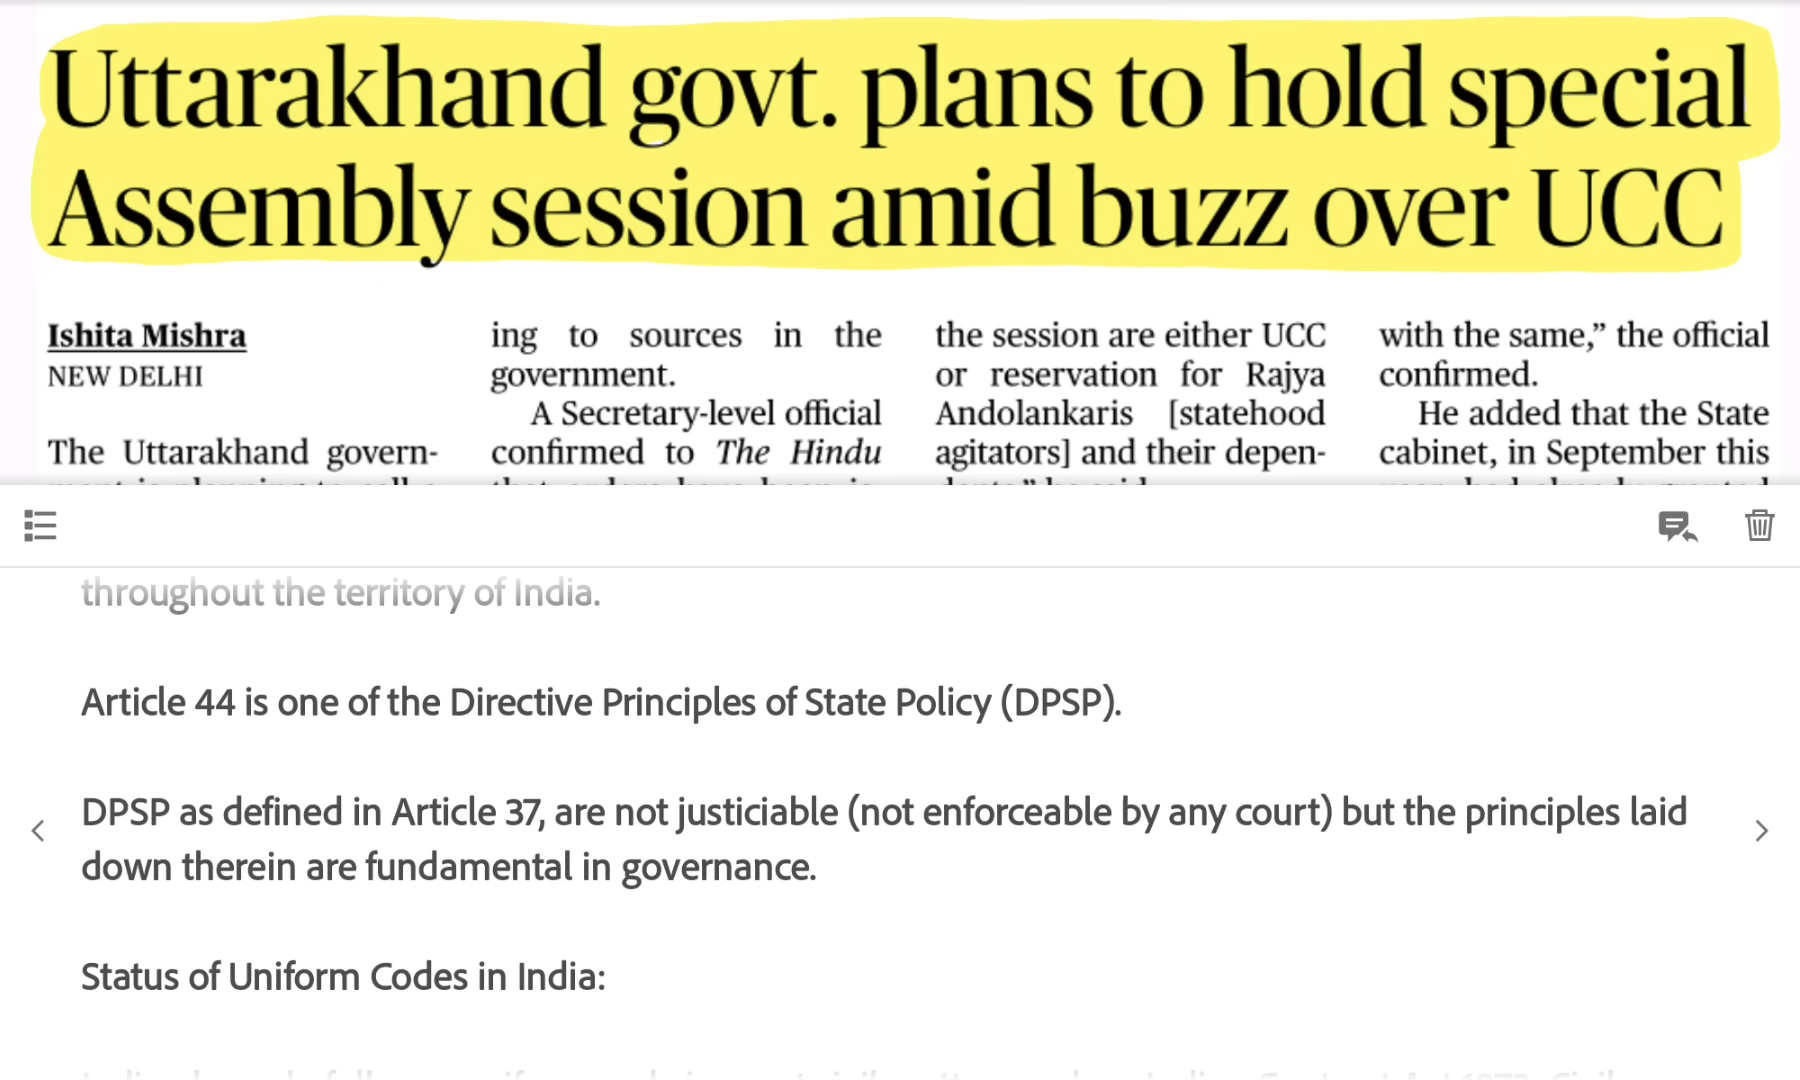 Uttarakhand govt. plans to hold special
Assembly session amid buzz over UCC
Ishita Mishra
NEW DELHI
The Uttarakhand govern-
ing to sources in the
government.
A Secretary-level official
confirmed to The Hindu
the session are either UCC
or reservation for Rajya
Andolankaris [statehood
agitators] and their depen-
with the same,” the official
confirmed.
He added that the State
cabinet, in September this
throughout the territory of India.
Article 44 is one of the Directive Principles of State Policy (DPSP).
DPSP as defined in Article 37, are not justiciable (not enforceable by any court) but the principles laid
down therein are fundamental in governance.
Status of Uniform Codes in India: